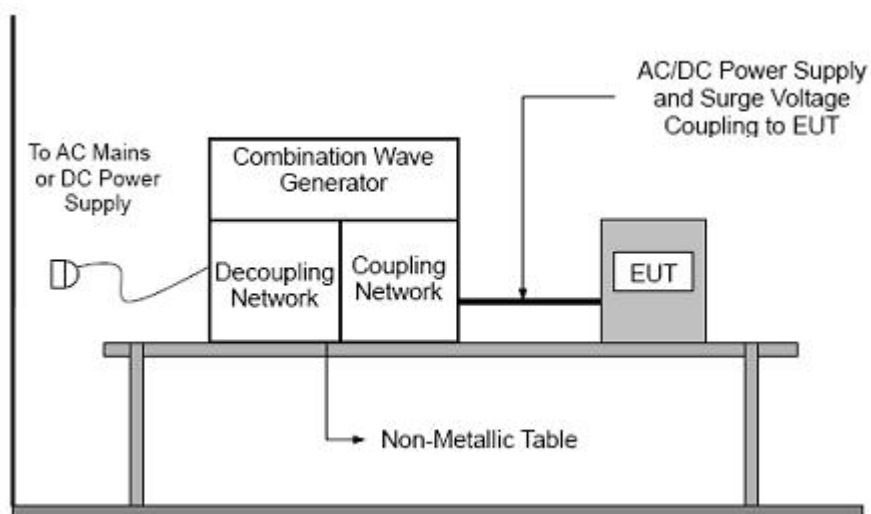 AC/DC Power Supply
and Surge Voltage
Coupling to EUT
To AC Mains
or DC Power
Supply
Combination Wave
Generator
Decoupling
Network
Coupling
Network
EUT
Non-Metallic Table